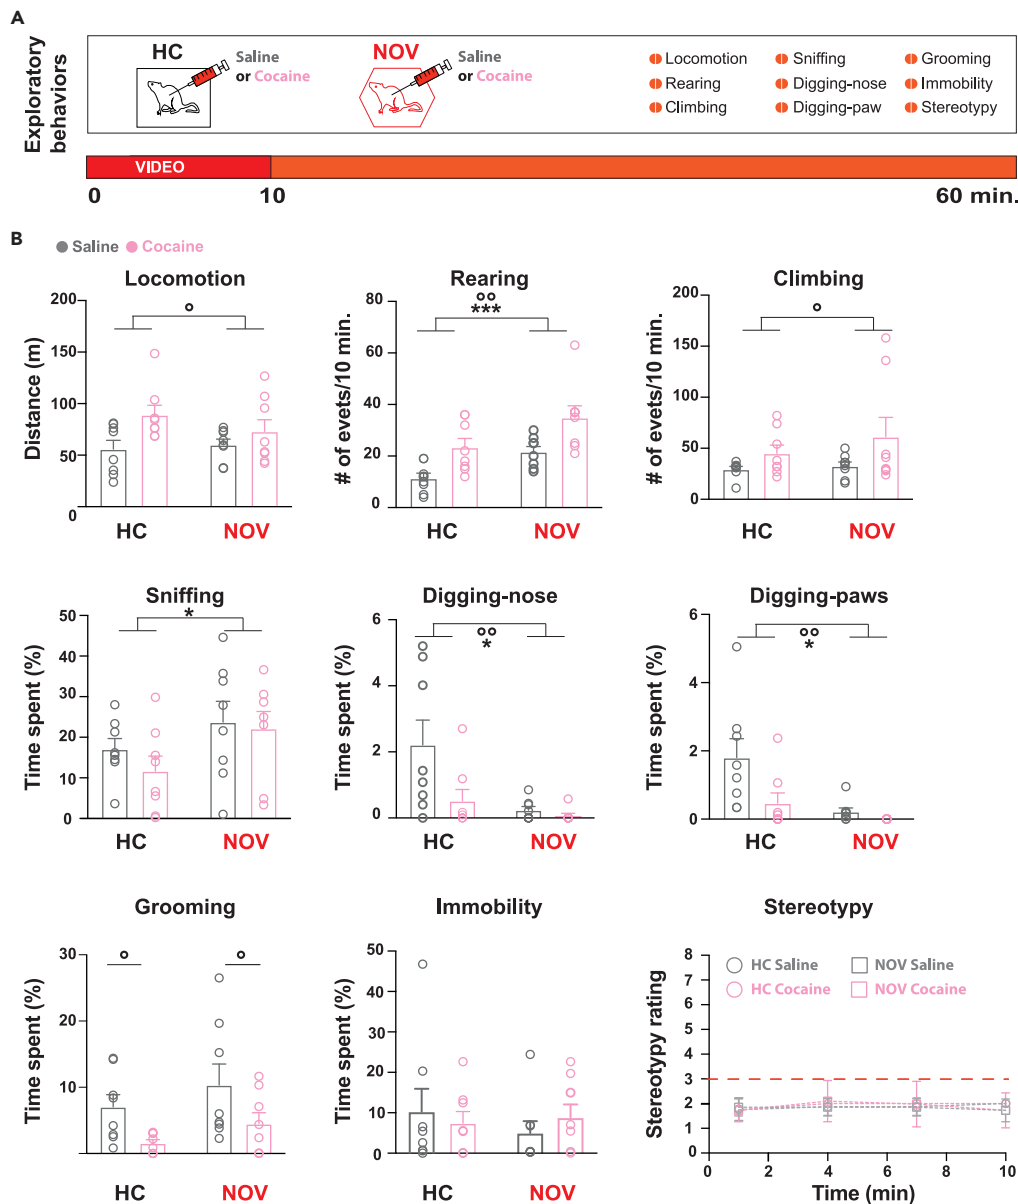 A
Exploratory
behaviors
HC
Saline
or Cocaine
NOV
Saline
or Cocaine
Locomotion
Sniffing
Grooming
Rearing
Digging-nose
Immobility
Climbing
Digging-paw
Stereotypy
VIDEO
0
10
60 min.
B
Saline
Cocaine
Locomotion
Distance (m)
200
150
100
50
0
°
HC
NOV
Rearing
# of evets/10 min.
80
60
40
20
0
°°
***
HC
NOV
Climbing
# of evets/10 min.
200
150
100
50
0
°
HC
NOV
Sniffing
Time spent (%)
50
40
30
20
10
0
*
HC
NOV
Digging-nose
Time spent (%)
6
4
2
0
°°
*
HC
NOV
Digging-paws
Time spent (%)
6
4
2
0
°°
*
HC
NOV
Grooming
Time spent (%)
30
20
10
°
°
HC
NOV
Immobility
Time spent (%)
50
40
30
20
10
0
HC
NOV
Stereotypy
Stereotypy rating
8
7
6
5
4
3
2
1
0
HC Saline
NOV Saline
HC Cocaine
NOV Cocaine
0 2 4 6 8 10
Time (min)